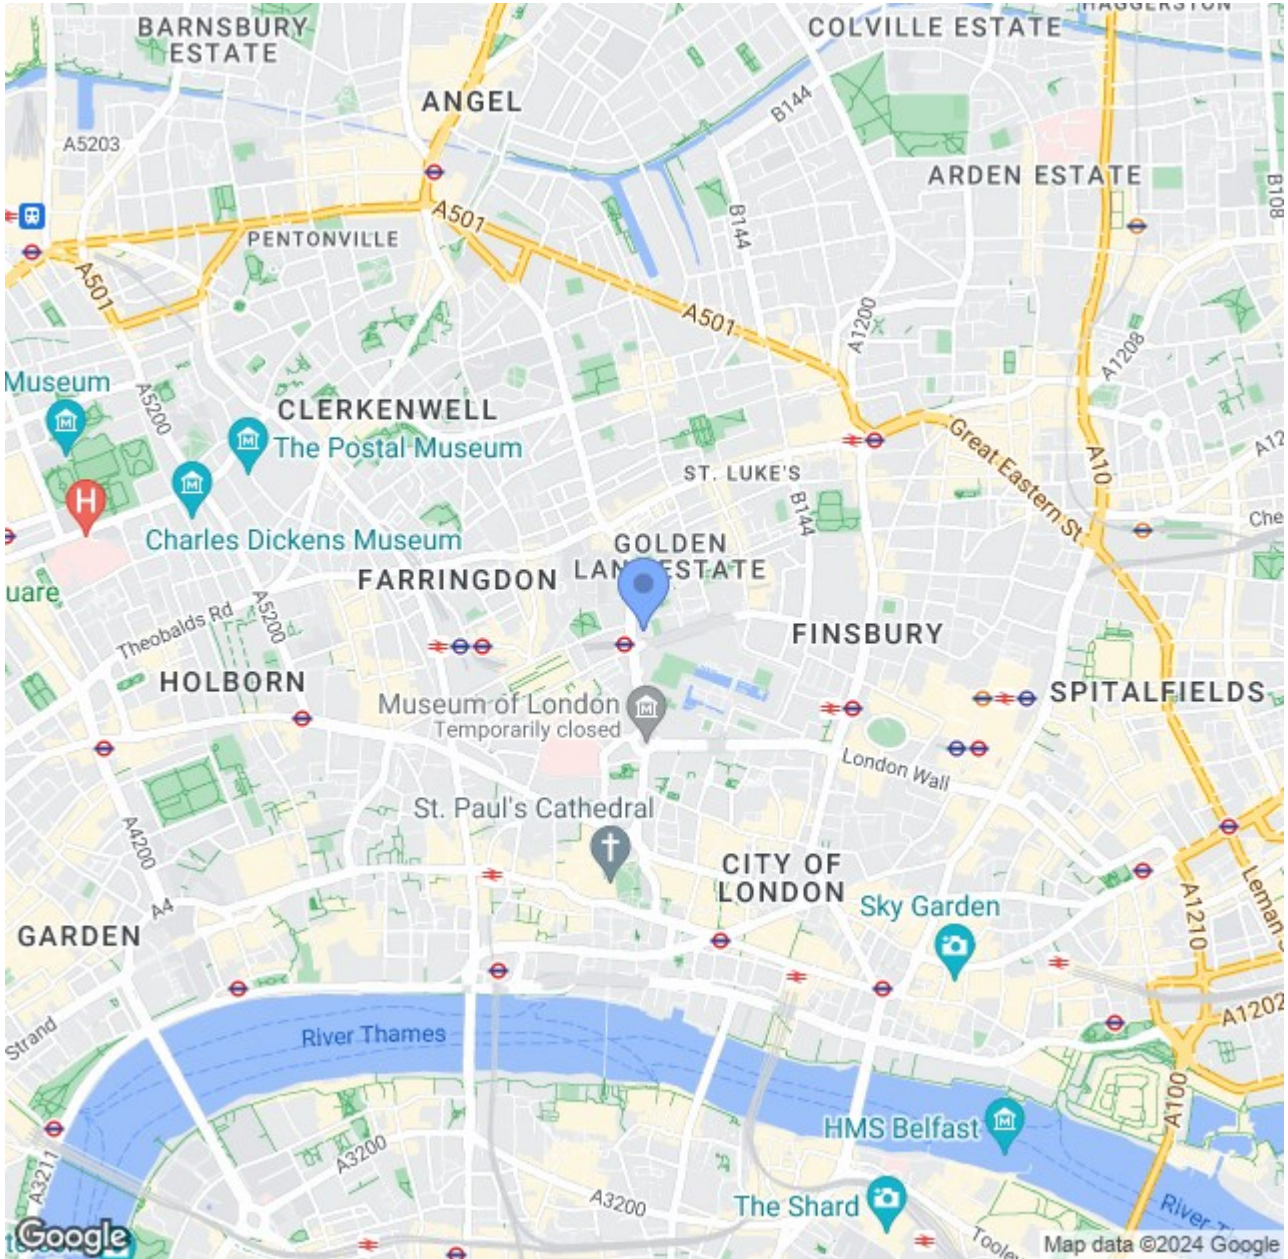 HAGGERSTON
BARNSBURY
ESTATE
COLVILLE ESTATE
ANGEL
B144
A5203
ARDEN ESTATE
B108
A501
B144
PENTONVILLE
A501
A501
A1200
A1208
Museum
A5200
CLERKENWELL
The Postal Museum
Great Eastern St
A10
ST. LUKE'S
B144
H
Charles Dickens Museum
GOLDEN
LANE ESTATE
FARRINGDON
uare
Theobalds Rd
A5200
FINSBURY
HOLBORN
SPITALFIELDS
Museum of London
Temporarily closed
London Wall
St. Paul's Cathedral
A4200
CITY OF
LONDON
A4
Sky Garden
A1210
Leman
GARDEN
Strand
River Thames
A1202
A100
HMS Belfast
A3211
A3200
A3200
The Shard
River
Tooley
Google
Map data ©2024 Google